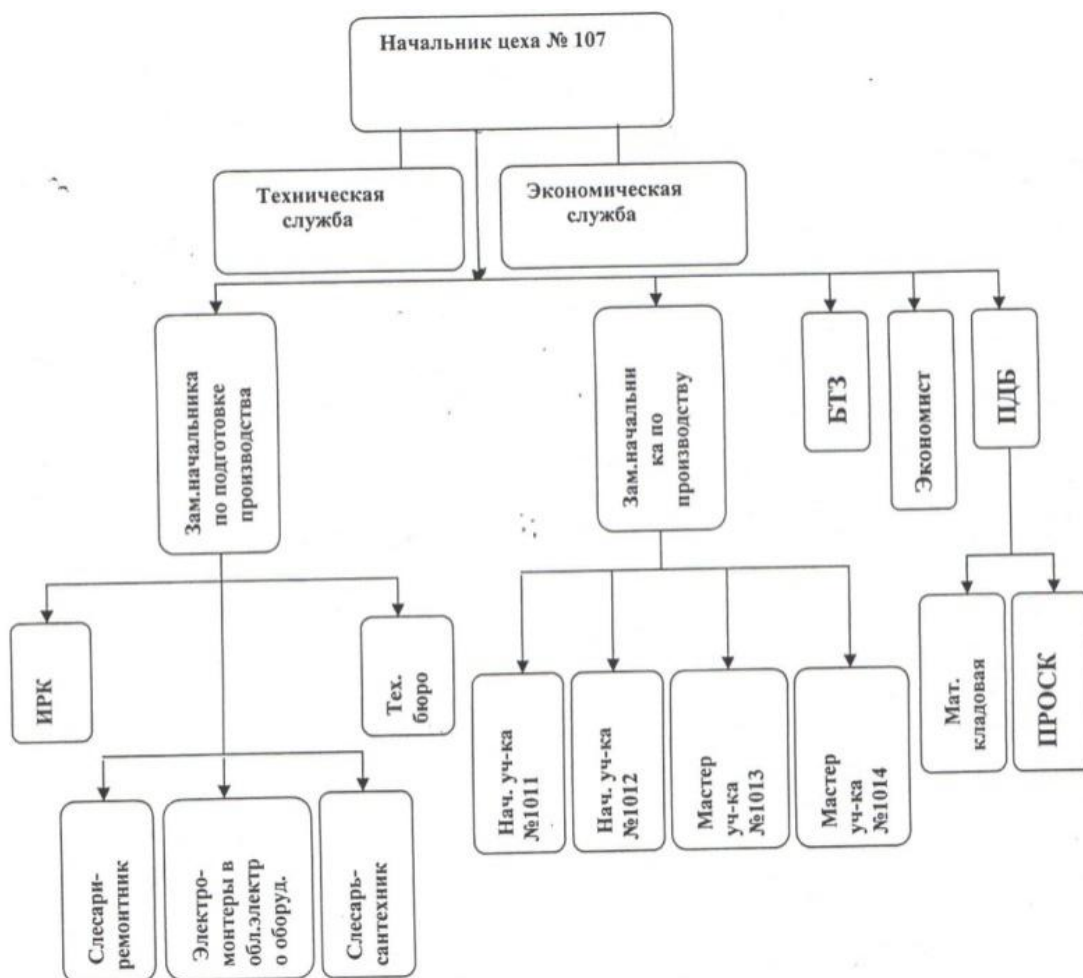 Начальник цеха № 107
Техническая
служба
Экономическая
служба
Зам.начальника
по подготовке
производства
Зам.начальни
ка по
производству
БТЗ
Экономист
ПДБ
ИРК
Тех.
бюро
Нач. уч-ка
№1011
Нач. уч-ка
№1012
Мастер
уч-ка
№1013
Мастер
уч-ка
№1014
Мат.
кладовая
ПРОСК
Слесари-
ремонтник
Электро-
монтеры в
обл.электр
о оборуд.
Слесарь-
сантехник